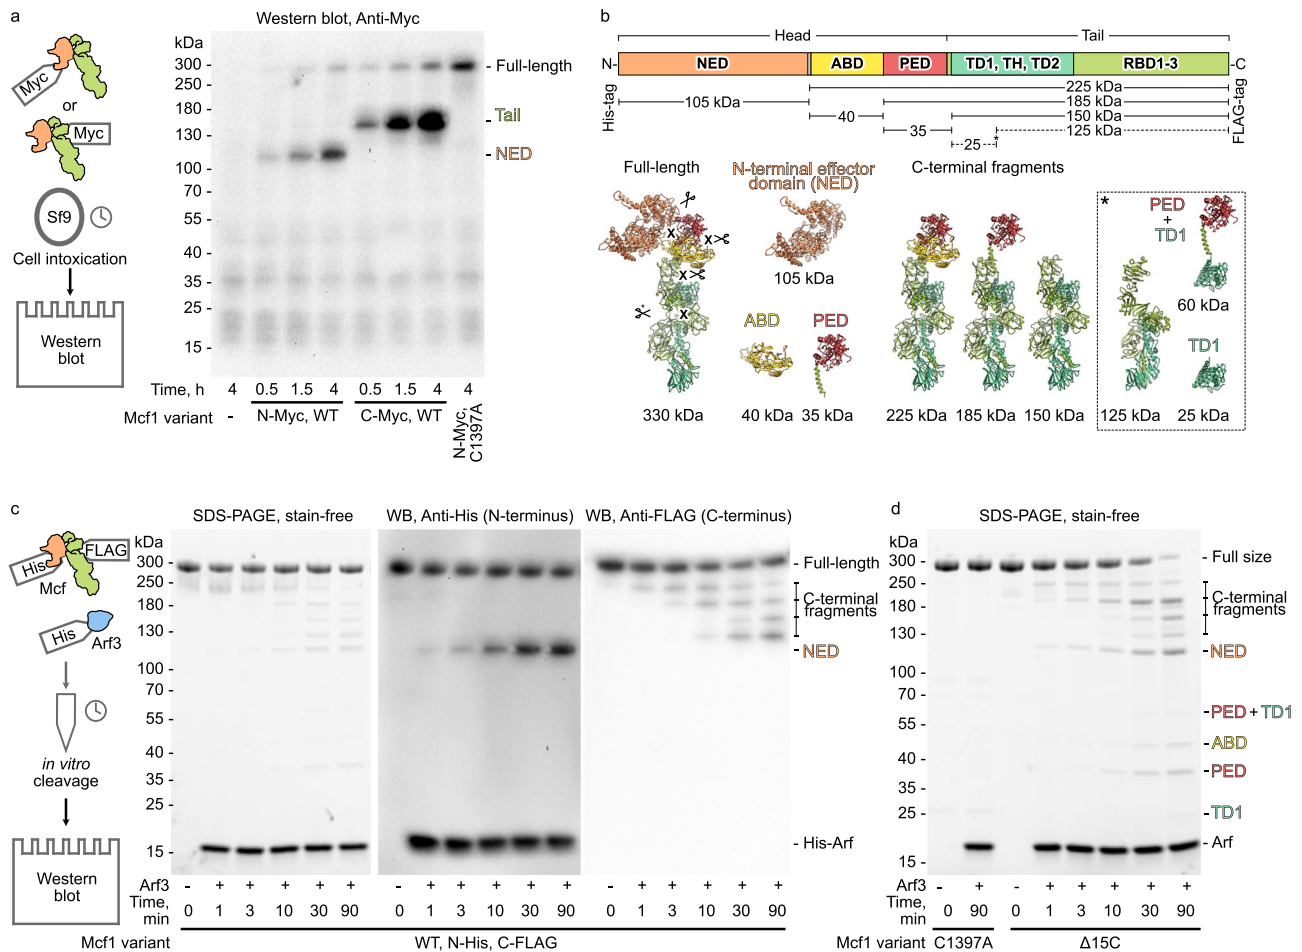 a
Western blot, Anti-Myc
Myc
or
Myc
Sf9
Cell intoxication
Western
blot
kDa
300 -
250 -
180 -
130 -
100 -
70 -
55 -
40 -
35 -
25 -
15 -
- Full-length
Tail
- NED
Time, h 4 0.5 1.5 4 0.5 1.5 4 4
Mcf1 variant - N-Myc, WT C-Myc, WT N-Myc, C1397A
b
Head Tail
N- NED ABD PED TD1, TH, TD2 RBD1-3 -C
His-tag
FLAG-tag
225 kDa
105 kDa 185 kDa
40 150 kDa
35 * 125 kDa
25
Full-length N-terminal effector domain (NED) C-terminal fragments
x x x x
*
330 kDa
105 kDa
ABD PED
40 kDa 35 kDa
225 kDa 185 kDa 150 kDa
*
PED
+
TD1
60 kDa
TD1
125 kDa 25 kDa
c
SDS-PAGE, stain-free WB, Anti-His (N-terminus) WB, Anti-FLAG (C-terminus)
His FLAG
Mcf
His
Arf3
in vitro
cleavage
Western
blot
kDa
300 -
250 -
180 -
130 -
100 -
70 -
55 -
40 -
35 -
25 -
15 -
- Full-length
C-terminal
fragments
- NED
- His-Arf
Arf3 - + + + + + - + + + + + - + + + + +
Time, min 0 1 3 10 30 90 0 1 3 10 30 90 0 1 3 10 30 90
Mcf1 variant WT, N-His, C-FLAG
d
SDS-PAGE, stain-free
kDa
300 -
250 -
180 -
130 -
100 -
70 -
55 -
40 -
35 -
25 -
15 -
- Full size
C-terminal
fragments
- NED
- PED + TD1
- ABD
- PED
- TD1
- Arf
Arf3 - + - + + + + +
Time, min 0 90 0 1 3 10 30 90
Mcf1 variant C1397A Δ15C